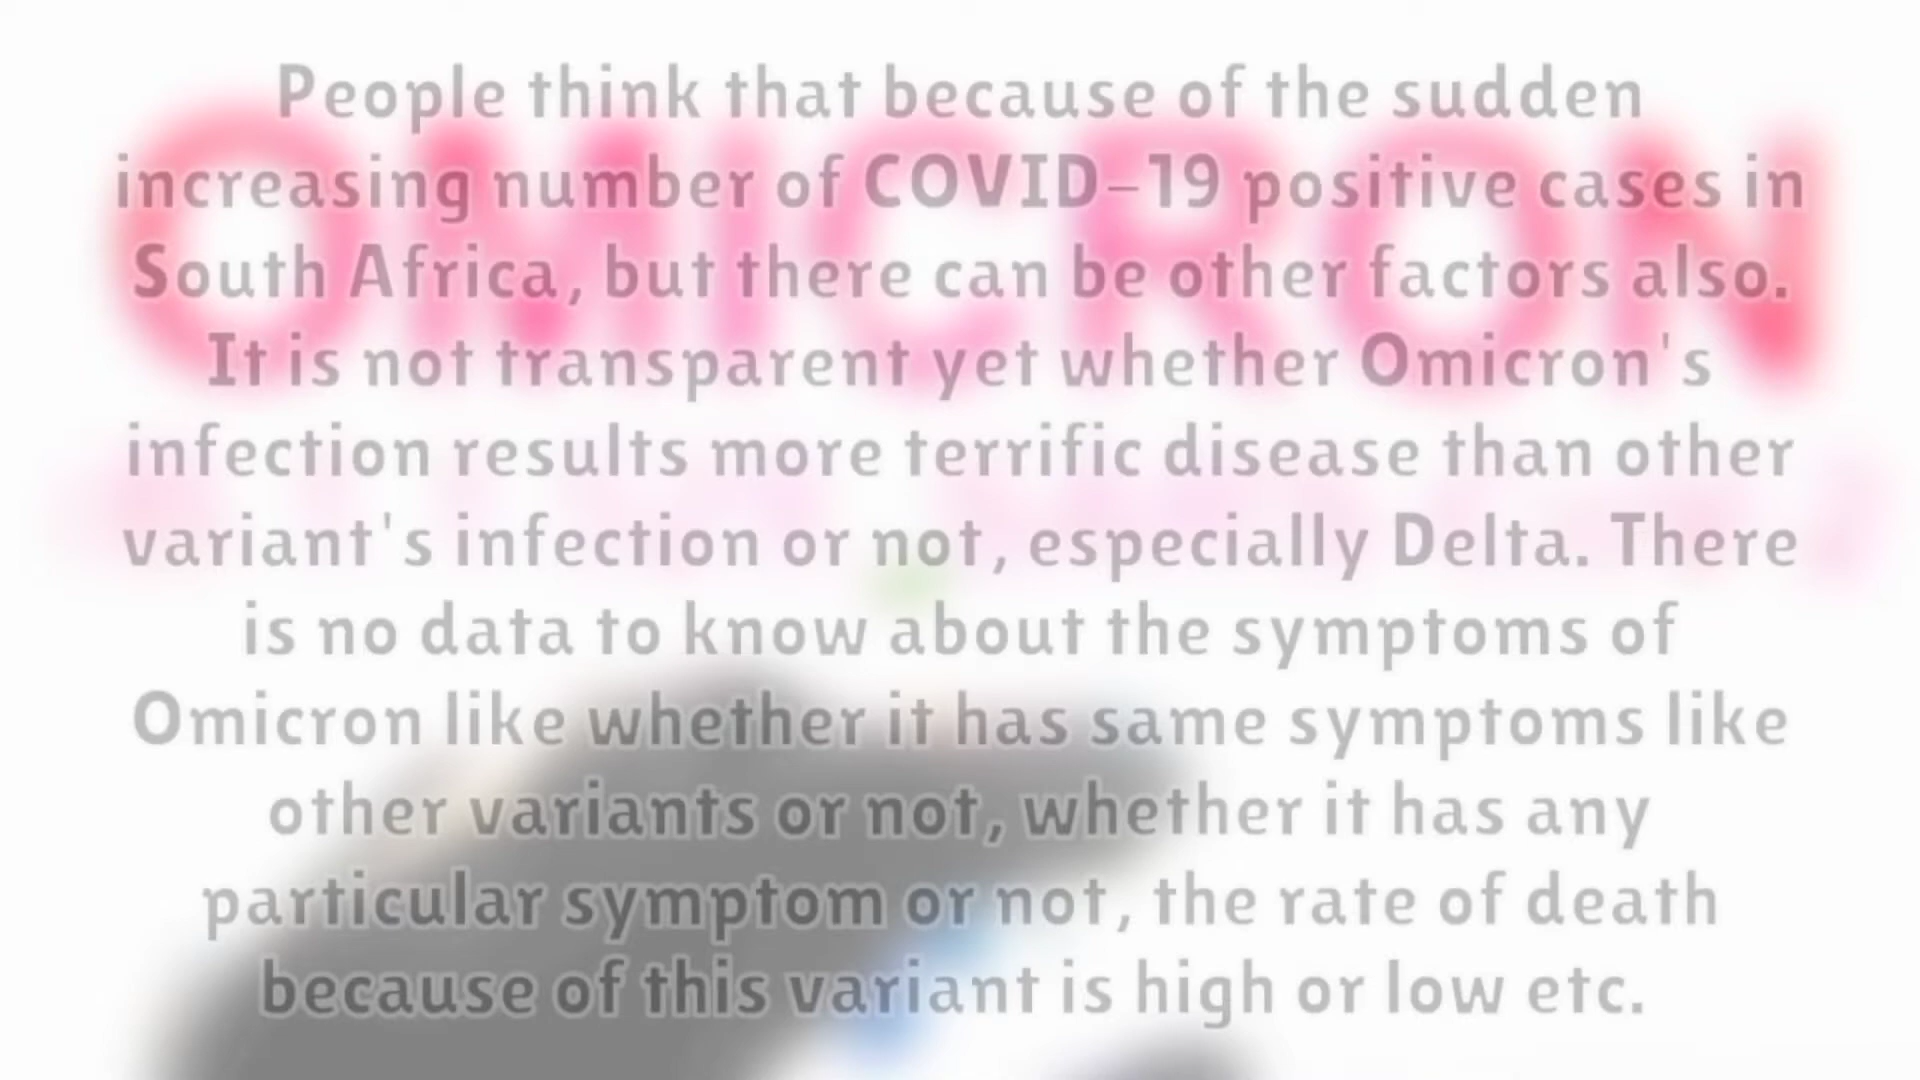 People think that because of the sudden
increasing number of COVID-19 positive cases in
South Africa, but there can be other factors also.
It is not transparent yet whether Omicron's
infection results more terrific disease than other
variant's infection or not, especially Delta. There
is no data to know about the symptoms of
Omicron like whether it has same symptoms like
other variants or not, whether it has any
particular symptom or not, the rate of death
because of this variant is high or low etc.
OMICRON